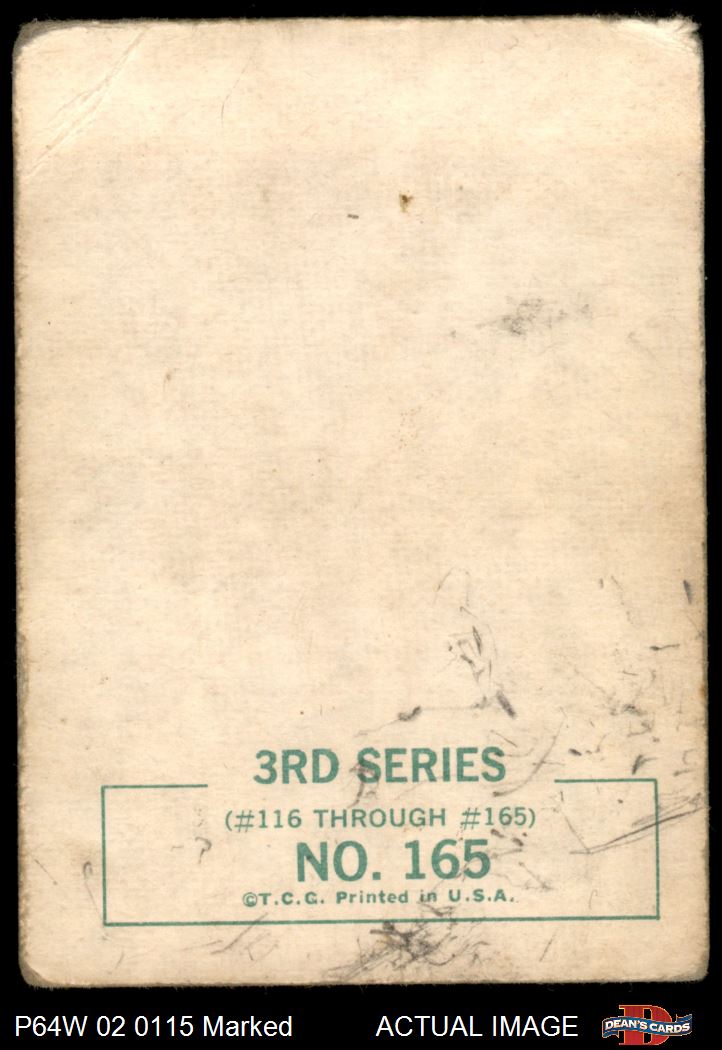 3RD SERIES
(#116 THROUGH #165)
NO. 165
©T.C.G. Printed in U.S.A.
P64W 02 0115 Marked ACTUAL IMAGE DEAN'S CARDS